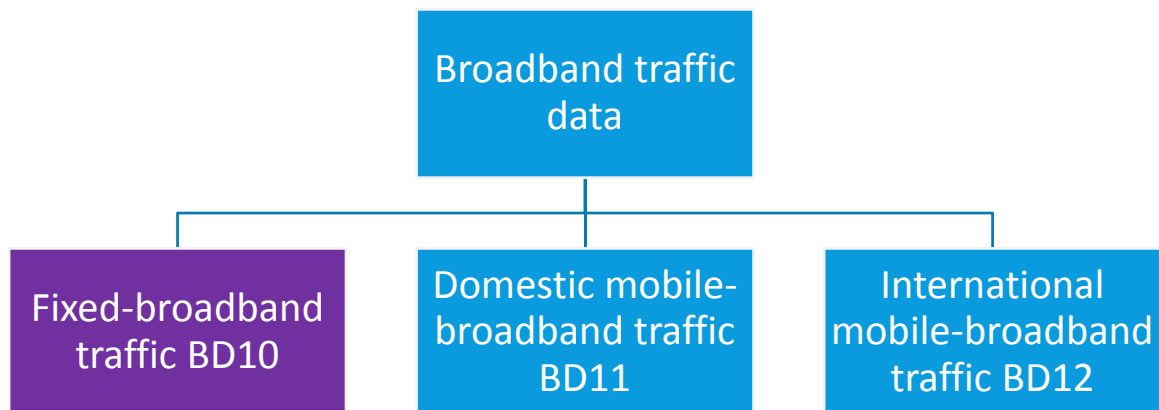 Broadband traffic
data
Fixed-broadband
traffic BD10
Domestic mobile-
broadband traffic
BD11
International
mobile-broadband
traffic BD12